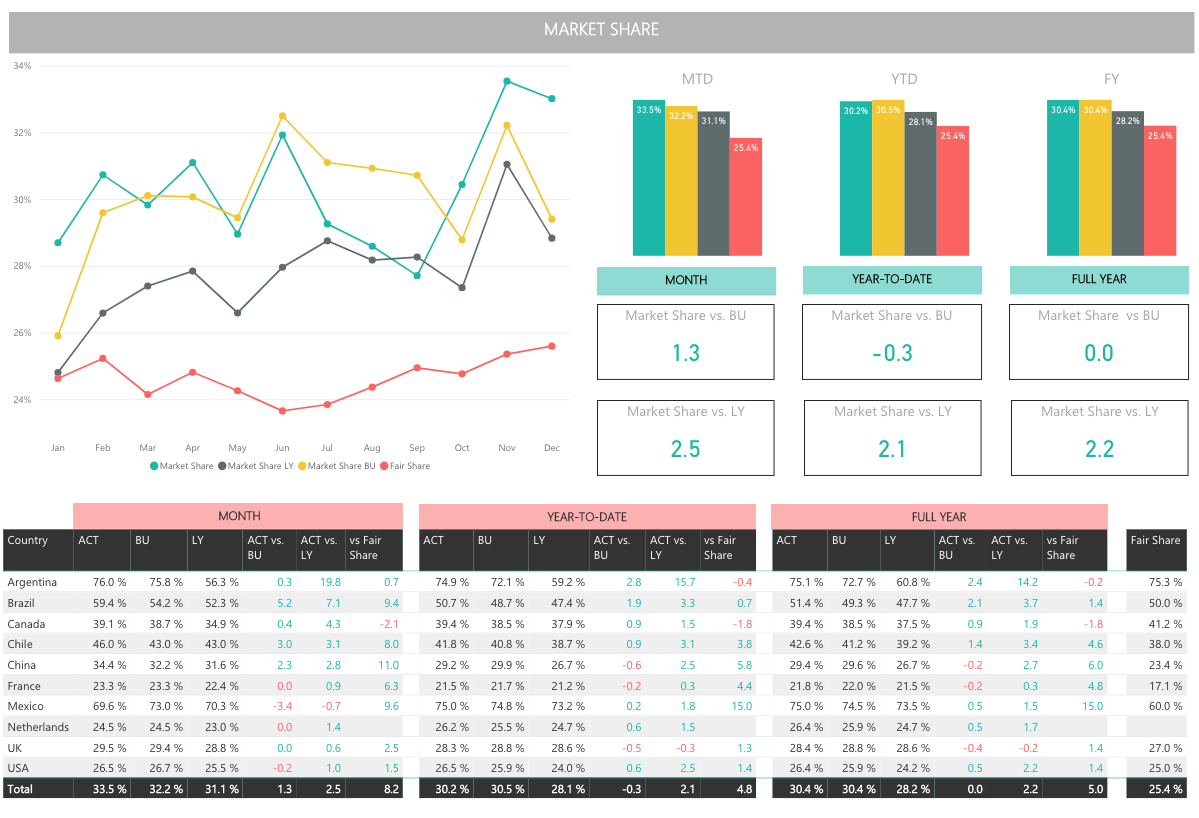 MARKET SHARE
34%
32%
30%
28%
26%
24%
Jan Feb Mar Apr May Jun Jul Aug Sep Oct Nov Dec
Market Share Market Share LY Market Share BU Fair Share
MTD YTD FY
33.5% 32.2% 31.1% 25.4%
30.2% 30.5% 28.1% 25.4%
30.4% 30.4% 28.2% 25.4%
MONTH YEAR-TO-DATE FULL YEAR
Market Share vs. BU Market Share vs. BU Market Share vs BU
1.3 -0.3 0.0
Market Share vs. LY Market Share vs. LY Market Share vs. LY
2.5 2.1 2.2
MONTH YEAR-TO-DATE FULL YEAR
Country ACT BU LY ACT vs. ACT vs. vs Fair ACT BU LY ACT vs. ACT vs. vs Fair ACT BU LY ACT vs. ACT vs. vs Fair Fair Share
BU LY Share BU LY Share BU LY Share
Argentina 76.0 % 75.8 % 56.3 % 0.3 19.8 0.7 74.9 % 72.1 % 59.2 % 2.8 15.7 -0.4 75.1 % 72.7 % 60.8 % 2.4 14.2 -0.2 75.3 %
Brazil 59.4 % 54.2 % 52.3 % 5.2 7.1 9.4 50.7 % 48.7 % 47.4 % 1.9 3.3 0.7 51.4 % 49.3 % 47.7 % 2.1 3.7 1.4 50.0 %
Canada 39.1 % 38.7 % 34.9 % 0.4 4.3 -2.1 39.4 % 38.5 % 37.9 % 0.9 1.5 -1.8 39.4 % 38.5 % 37.5 % 0.9 1.9 -1.8 41.2 %
Chile 46.0 % 43.0 % 43.0 % 3.0 3.1 8.0 41.8 % 40.8 % 38.7 % 0.9 3.1 3.8 42.6 % 41.2 % 39.2 % 1.4 3.4 4.6 38.0 %
China 34.4 % 32.2 % 31.6 % 2.3 2.8 11.0 29.2 % 29.9 % 26.7 % -0.6 2.5 5.8 29.4 % 29.6 % 26.7 % -0.2 2.7 6.0 23.4 %
France 23.3 % 23.3 % 22.4 % 0.0 0.9 6.3 21.5 % 21.7 % 21.2 % -0.2 0.3 4.4 21.8 % 22.0 % 21.5 % -0.2 0.3 4.8 17.1 %
Mexico 69.6 % 73.0 % 70.3 % -3.4 -0.7 9.6 75.0 % 74.8 % 73.2 % 0.2 1.8 15.0 75.0 % 74.5 % 73.5 % 0.5 1.5 15.0 60.0 %
Netherlands 24.5 % 24.5 % 23.0 % 0.0 1.4 26.2 % 25.5 % 24.7 % 0.6 1.5 26.4 % 25.9 % 24.7 % 0.5 1.7
UK 29.5 % 29.4 % 28.8 % 0.0 0.6 2.5 28.3 % 28.8 % 28.6 % -0.5 -0.3 1.3 28.4 % 28.8 % 28.6 % -0.4 -0.2 1.4 27.0 %
USA 26.5 % 26.7 % 25.5 % -0.2 1.0 1.5 26.5 % 25.9 % 24.0 % 0.6 2.5 1.4 26.4 % 25.9 % 24.2 % 0.5 2.2 1.4 25.0 %
Total 33.5 % 32.2 % 31.1 % 1.3 2.5 8.2 30.2 % 30.5 % 28.1 % -0.3 2.1 4.8 30.4 % 30.4 % 28.2 % 0.0 2.2 5.0 25.4 %